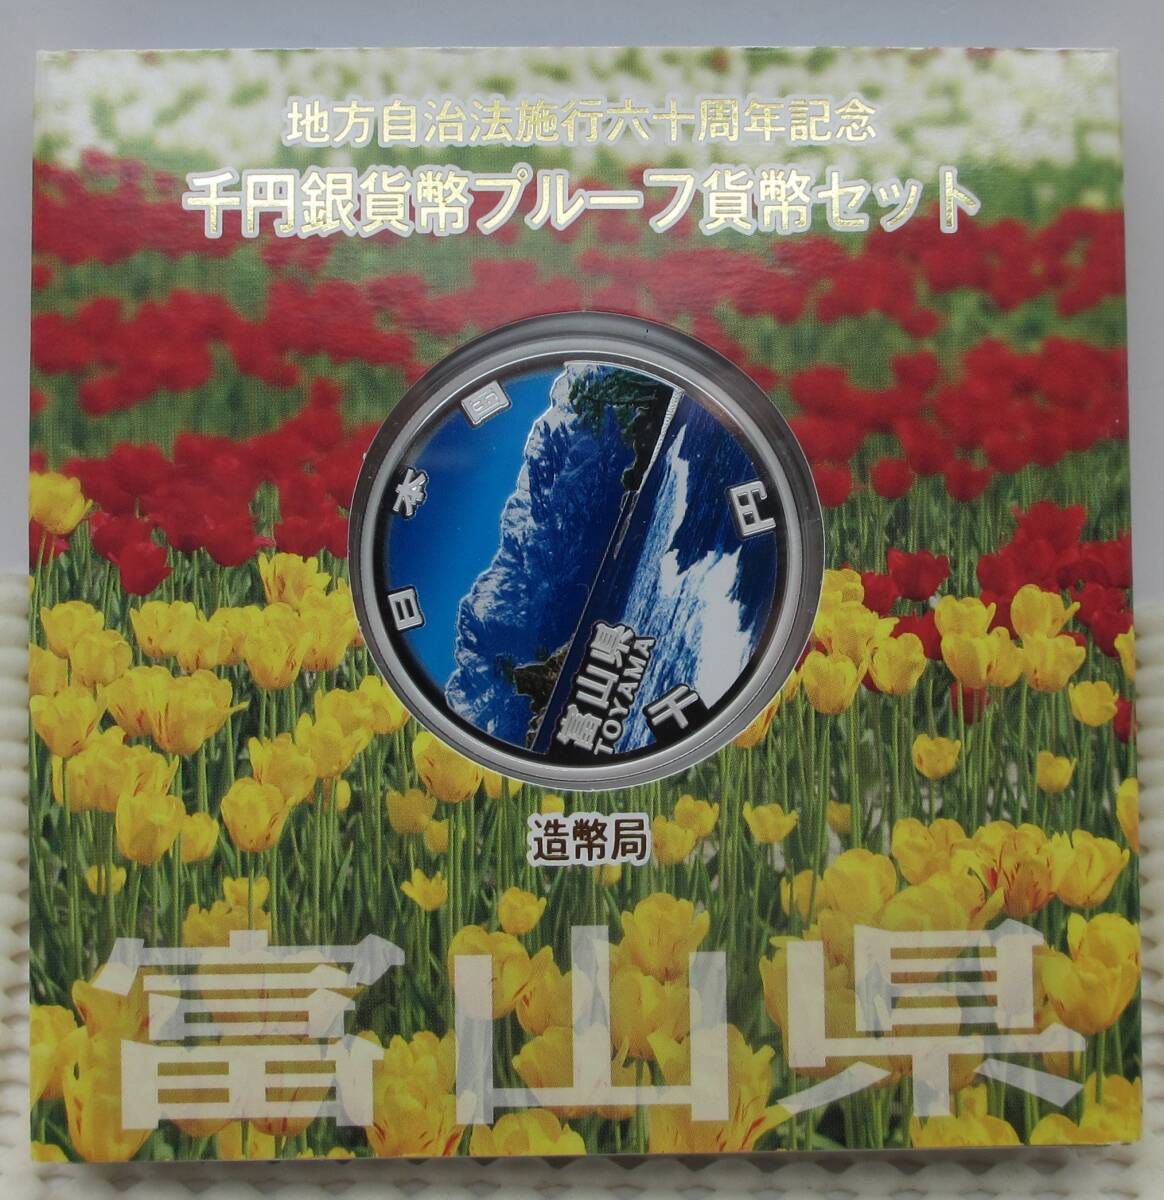 地方自治法施行六十周年記念
千円銀貨幣プルーフ貨幣セット
日本国
千円
富山県
TOYAMA
造幣局
富山県